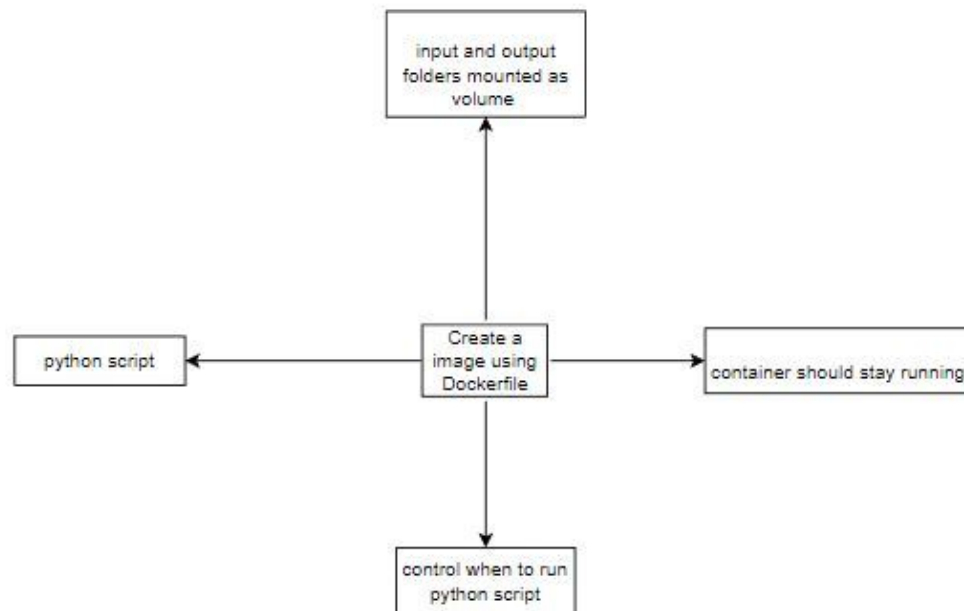 input and output
folders mounted as
volume
python script
Create a
image using
Dockerfile
container should stay running
control when to run
python script